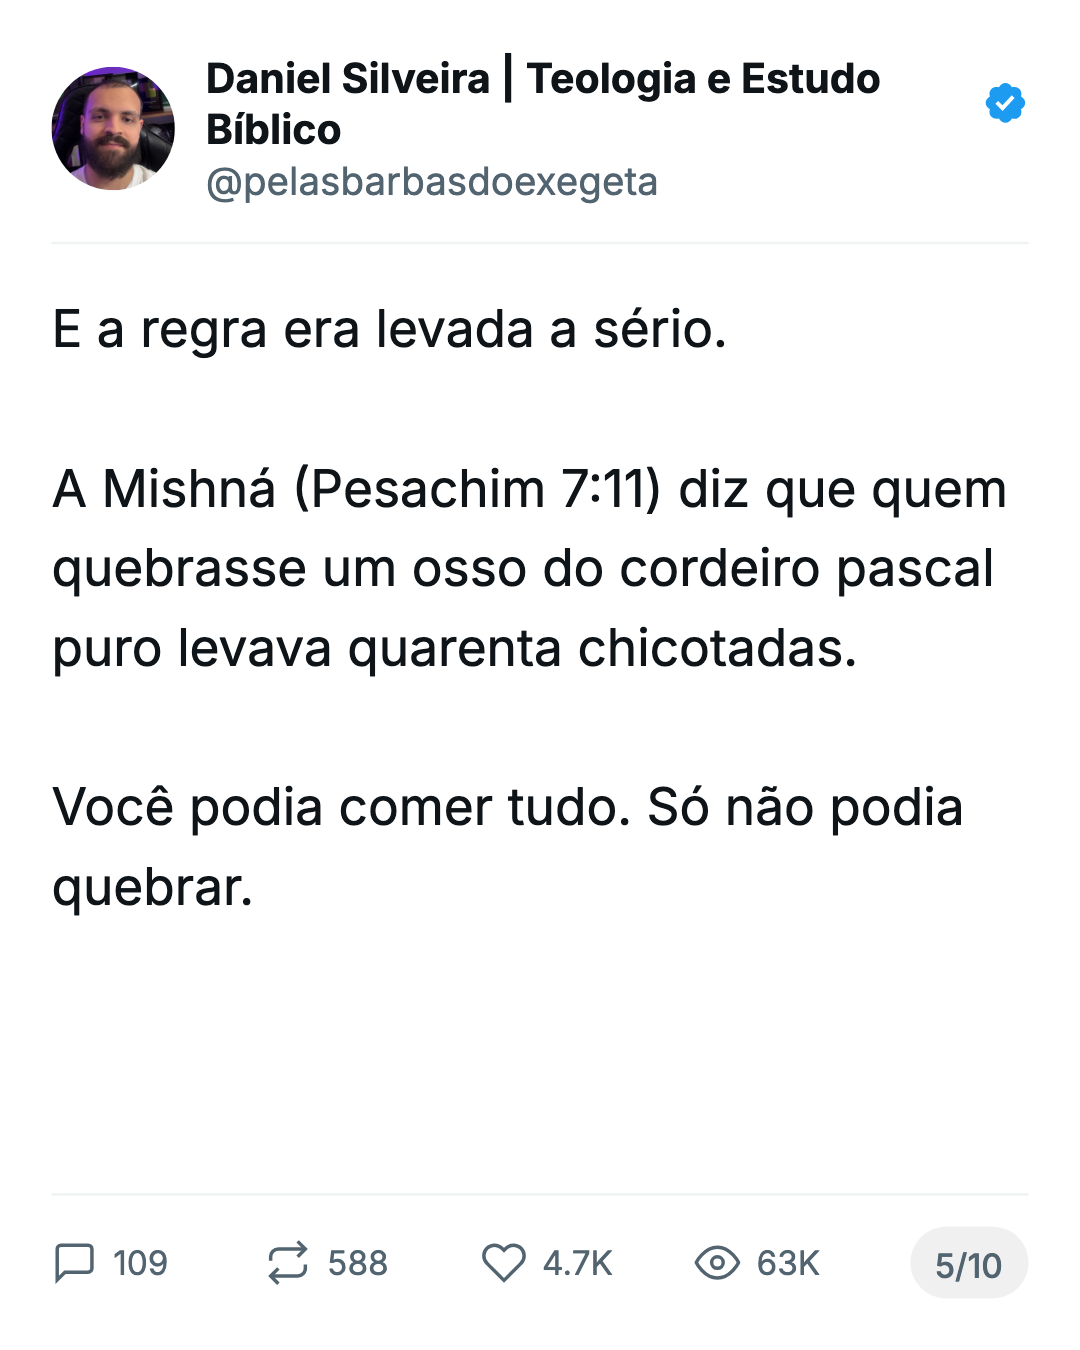 Daniel Silveira | Teologia e Estudo
Bíblico
@pelasbarbasdoexegeta
E a regra era levada a sério.
A Mishná (Pesachim 7:11) diz que quem
quebrasse um osso do cordeiro pascal
puro levava quarenta chicotadas.
Você podia comer tudo. Só não podia
quebrar.
109 588 4.7K 63K 5/10